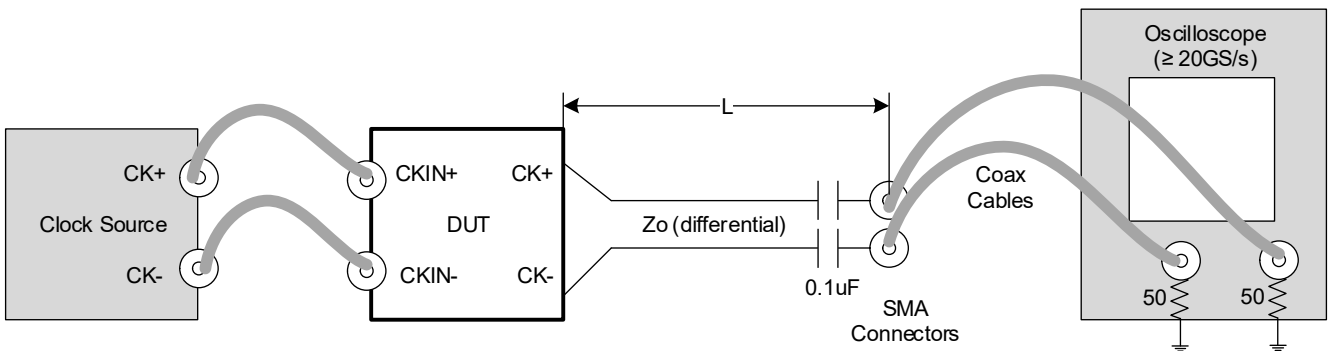 Oscilloscope
(≥ 20GS/s)
L
CK+
Clock Source
CK-
CKIN+
CK+
DUT
CKIN-
CK-
Zo (differential)
0.1uF
SMA
Connectors
Coax
Cables
50
50